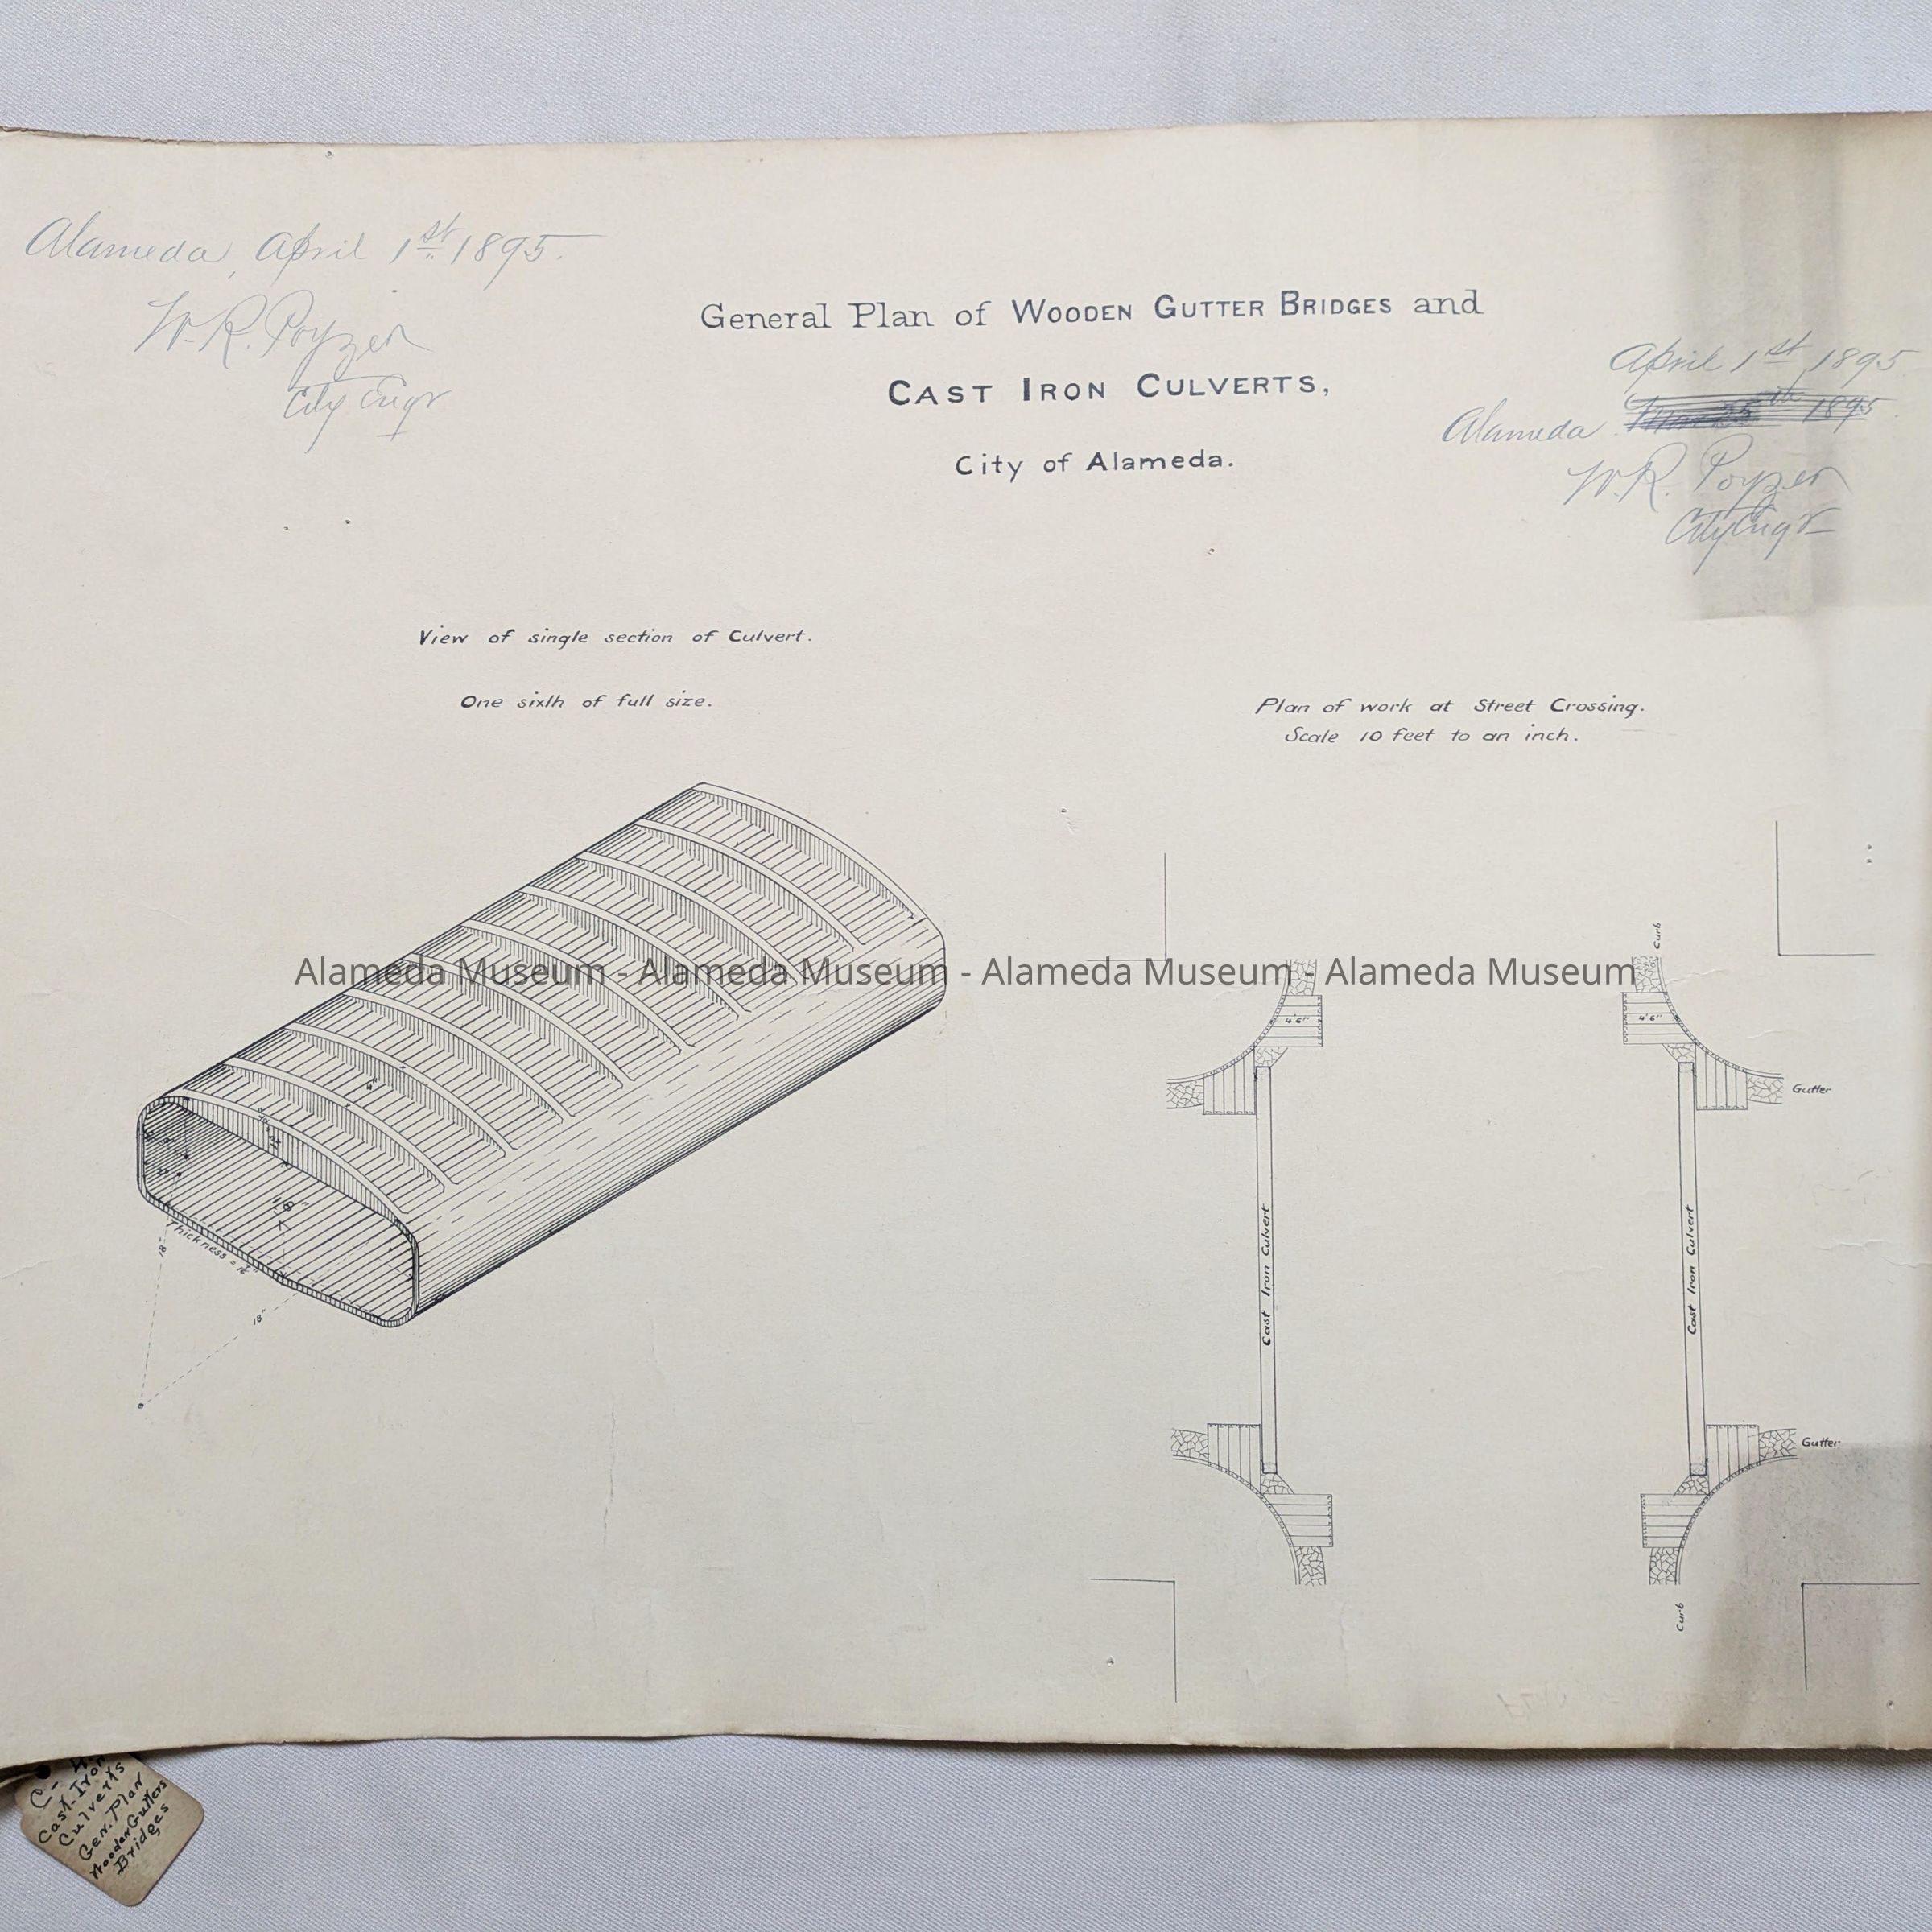 Alameda, April 1st 1895.
W. R. Poyzer
City Engr
General Plan of WOODEN GUTTER BRIDGES and
CAST IRON CULVERTS,
City of Alameda.
April 1st 1895
Alameda 1895.
W. R. Poyzer
City Engr
View of single section of Culvert.
One sixth of full size.
Plan of work at Street Crossing.
Scale 10 feet to an inch.
Curb
4'6"
4'6"
Gutter
Cast Iron Culvert
Cast Iron Culvert
Gutter
Curb
4"
18"
Thickness =
18"
18"
Alameda Museum - Alameda Museum - Alameda Museum - Alameda Museum
C-
Cast-Iron
Culverts
Gen. Plan
Wooden Gutters
Bridges